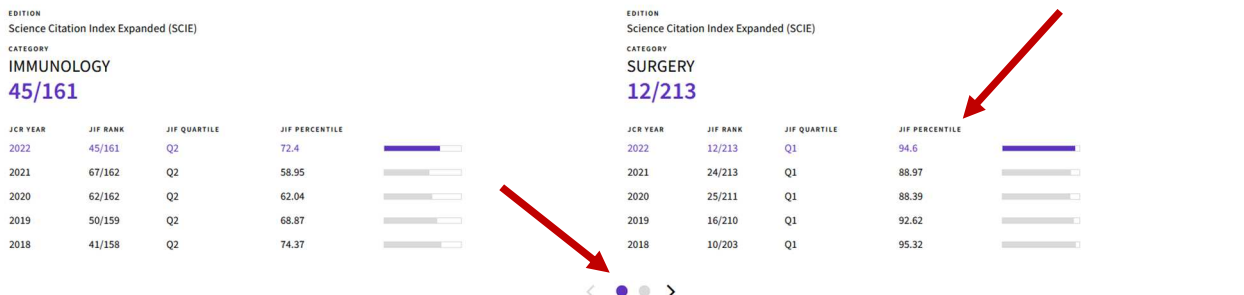 EDITION
Science Citation Index Expanded (SCIE)
CATEGORY
IMMUNOLOGY
45/161
JCR YEAR JIF RANK JIF QUARTILE JIF PERCENTILE
2022 45/161 Q2 72.4
2021 67/162 Q2 58.95
2020 62/162 Q2 62.04
2019 50/159 Q2 68.87
2018 41/158 Q2 74.37
EDITION
Science Citation Index Expanded (SCIE)
CATEGORY
SURGERY
12/213
JCR YEAR JIF RANK JIF QUARTILE JIF PERCENTILE
2022 12/213 Q1 94.6
2021 24/213 Q1 88.97
2020 25/211 Q1 88.39
2019 16/210 Q1 92.62
2018 10/203 Q1 95.32